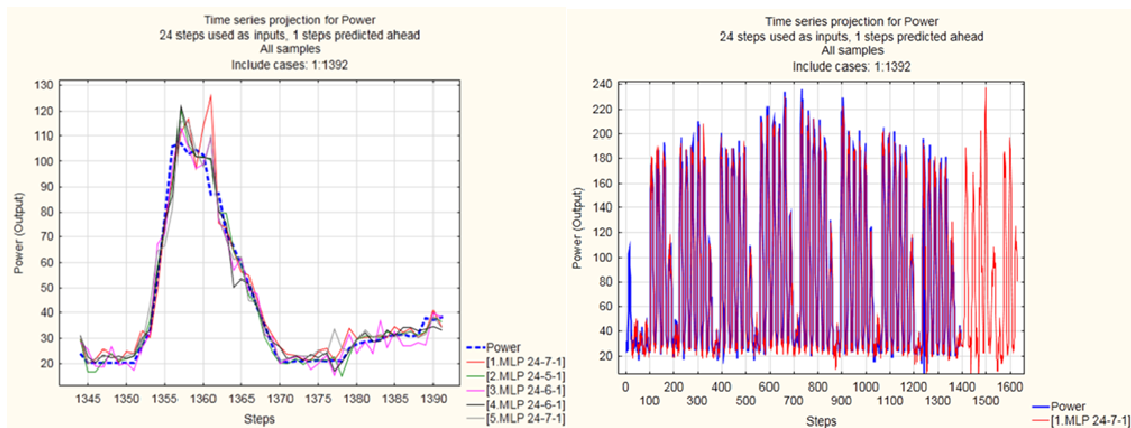 Time series projection for Power
24 steps used as inputs, 1 steps predicted ahead
All samples
Include cases: 1:1392
130
120
110
100
90
80
70
60
50
40
30
20
Power (Output)
1345 1350 1355 1360 1365 1370 1375 1380 1385 1390
Steps
Power
[1.MLP 24-7-1]
[2.MLP 24-5-1]
[3.MLP 24-6-1]
[4.MLP 24-6-1]
[5.MLP 24-7-1]
Time series projection for Power
24 steps used as inputs, 1 steps predicted ahead
All samples
Include cases: 1:1392
240
220
200
180
160
140
120
100
80
60
40
20
Power (Output)
0 200 400 600 800 1000 1200 1400 1600
100 300 500 700 900 1100 1300 1500
Steps
Power
[1.MLP 24-7-1]